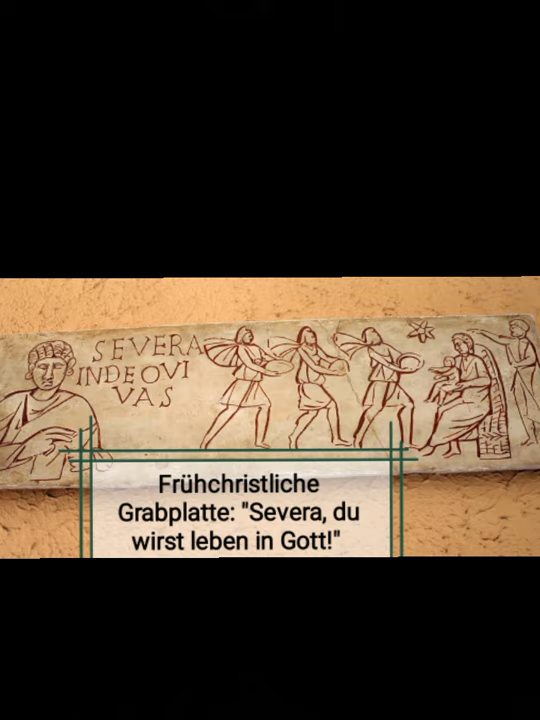 SEVERA
INDEOVI
VAS
Frühchristliche
Grabplatte: "Severa, du
wirst leben in Gott!"